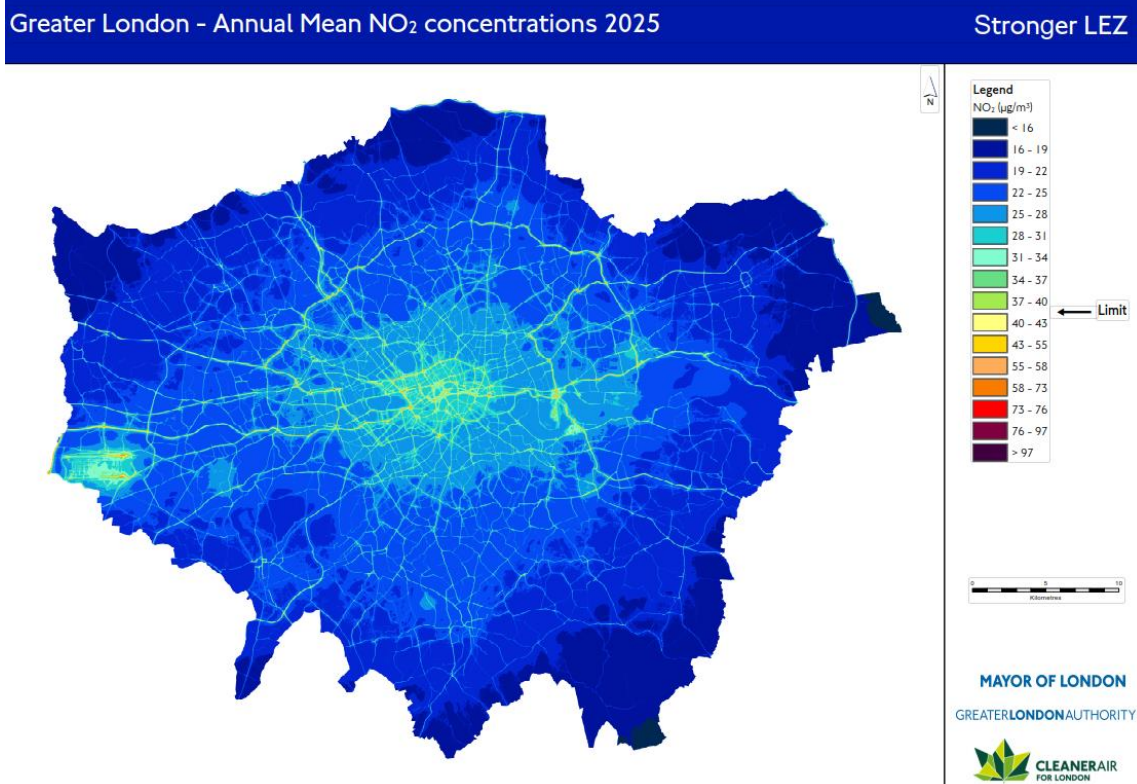 Greater London - Annual Mean NO₂ concentrations 2025
Stronger LEZ
N
Legend
NO₂ (µg/m³)
< 16
16 - 19
19 - 22
22 - 25
25 - 28
28 - 31
31 - 34
34 - 37
37 - 40
40 - 43
43 - 55
55 - 58
58 - 73
73 - 76
76 - 97
> 97
Limit
0 5 10
Kilometres
MAYOR OF LONDON
GREATERLONDONAUTHORITY
CLEANERAIR
FOR LONDON